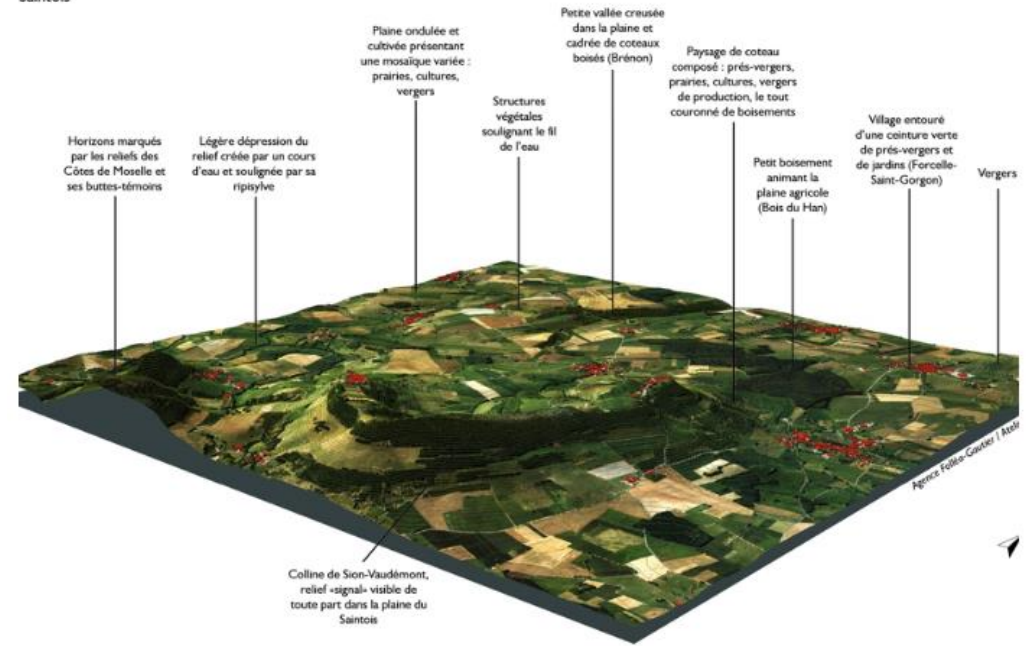 Saintois
Petite vallée creusée
dans la plaine et
cadrée de coteaux
boisés (Brénon)
Plaine ondulée et
cultivée présentant
une mosaïque variée :
prairies, cultures,
vergers
Paysage de coteau
composé : prés-vergers,
prairies, cultures, vergers
de production, le tout
couronné de boisements
Structures
végétales
soulignant le fil
de l'eau
Village entouré
d'une ceinture verte
de prés-vergers et
de jardins (Forcelle-
Saint-Gorgon)
Horizons marqués
par les reliefs des
Côtes de Moselle et
ses buttes-témoins
Légère dépression du
relief créée par un cours
d'eau et soulignée par sa
ripisylve
Petit boisement
animant la
plaine agricole
(Bois du Han)
Vergers
Agence Folléa-Gautier | Atel
Colline de Sion-Vaudémont,
relief «signal» visible de
toute part dans la plaine du
Saintois